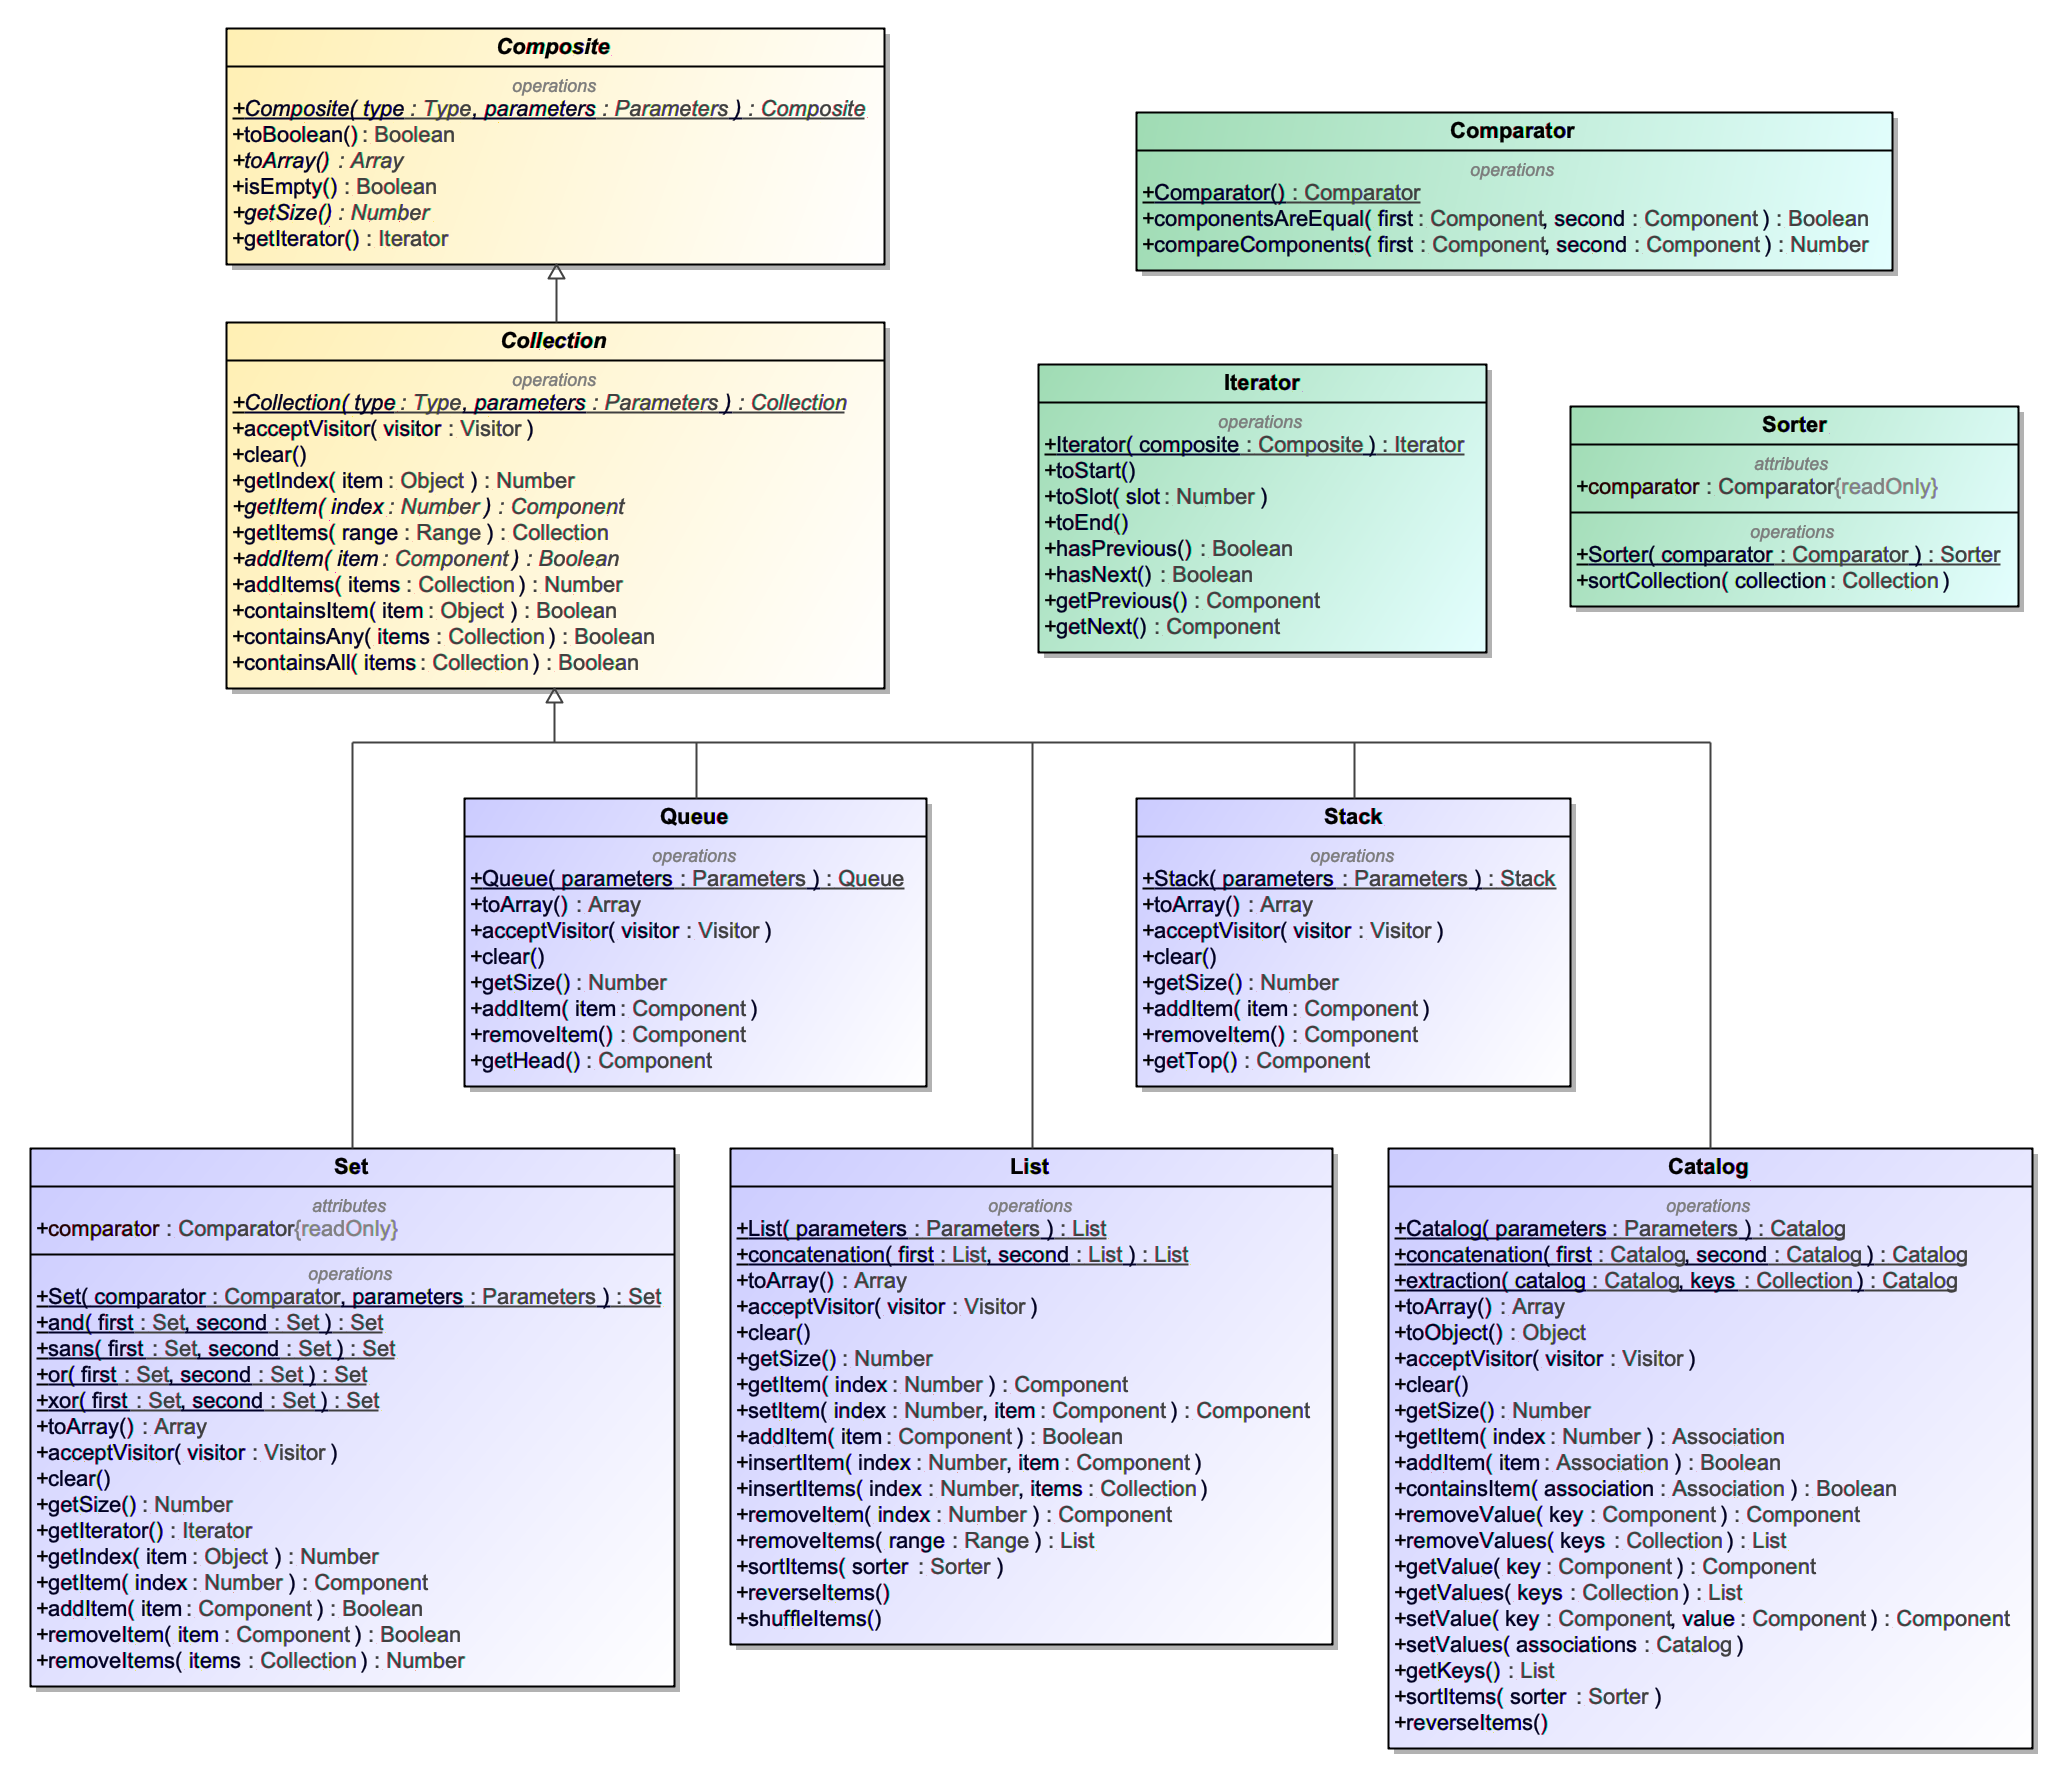 Composite
operations
+Composite( type : Type, parameters : Parameters ) : Composite
+toBoolean() : Boolean
+toArray() : Array
+isEmpty() : Boolean
+getSize() : Number
+getIterator() : Iterator
Comparator
operations
+Comparator() : Comparator
+componentsAreEqual( first : Component, second : Component ) : Boolean
+compareComponents( first : Component, second : Component ) : Number
Collection
operations
+Collection( type : Type, parameters : Parameters ) : Collection
+acceptVisitor( visitor : Visitor )
+clear()
+getIndex( item : Object ) : Number
+getItem( index : Number ) : Component
+getItems( range : Range ) : Collection
+addItem( item : Component ) : Boolean
+addItems( items : Collection ) : Number
+containsItem( item : Object ) : Boolean
+containsAny( items : Collection ) : Boolean
+containsAll( items : Collection ) : Boolean
Iterator
operations
+Iterator( composite : Composite ) : Iterator
+toStart()
+toSlot( slot : Number )
+toEnd()
+hasPrevious() : Boolean
+hasNext() : Boolean
+getPrevious() : Component
+getNext() : Component
Sorter
attributes
+comparator : Comparator{readOnly}
operations
+Sorter( comparator : Comparator ) : Sorter
+sortCollection( collection : Collection )
Queue
operations
+Queue( parameters : Parameters ) : Queue
+toArray() : Array
+acceptVisitor( visitor : Visitor )
+clear()
+getSize() : Number
+addItem( item : Component )
+removeItem() : Component
+getHead() : Component
Stack
operations
+Stack( parameters : Parameters ) : Stack
+toArray() : Array
+acceptVisitor( visitor : Visitor )
+clear()
+getSize() : Number
+addItem( item : Component )
+removeItem() : Component
+getTop() : Component
Set
attributes
+comparator : Comparator{readOnly}
operations
+Set( comparator : Comparator, parameters : Parameters ) : Set
+and( first : Set, second : Set ) : Set
+sans( first : Set, second : Set ) : Set
+or( first : Set, second : Set ) : Set
+xor( first : Set, second : Set ) : Set
+toArray() : Array
+acceptVisitor( visitor : Visitor )
+clear()
+getSize() : Number
+getIterator() : Iterator
+getIndex( item : Object ) : Number
+getItem( index : Number ) : Component
+addItem( item : Component ) : Boolean
+removeItem( item : Component ) : Boolean
+removeItems( items : Collection ) : Number
List
operations
+List( parameters : Parameters ) : List
+concatenation( first : List, second : List ) : List
+toArray() : Array
+acceptVisitor( visitor : Visitor )
+clear()
+getSize() : Number
+getItem( index : Number ) : Component
+setItem( index : Number, item : Component ) : Component
+addItem( item : Component ) : Boolean
+insertItem( index : Number, item : Component )
+insertItems( index : Number, items : Collection )
+removeItem( index : Number ) : Component
+removeItems( range : Range ) : List
+sortItems( sorter : Sorter )
+reverseItems()
+shuffleItems()
Catalog
operations
+Catalog( parameters : Parameters ) : Catalog
+concatenation( first : Catalog, second : Catalog ) : Catalog
+extraction( catalog : Catalog, keys : Collection ) : Catalog
+toArray() : Array
+toObject() : Object
+acceptVisitor( visitor : Visitor )
+clear()
+getSize() : Number
+getItem( index : Number ) : Association
+addItem( item : Association ) : Boolean
+containsItem( association : Association ) : Boolean
+removeValue( key : Component ) : Component
+removeValues( keys : Collection ) : List
+getValue( key : Component ) : Component
+getValues( keys : Collection ) : List
+setValue( key : Component, value : Component ) : Component
+setValues( associations : Catalog )
+getKeys() : List
+sortItems( sorter : Sorter )
+reverseItems()